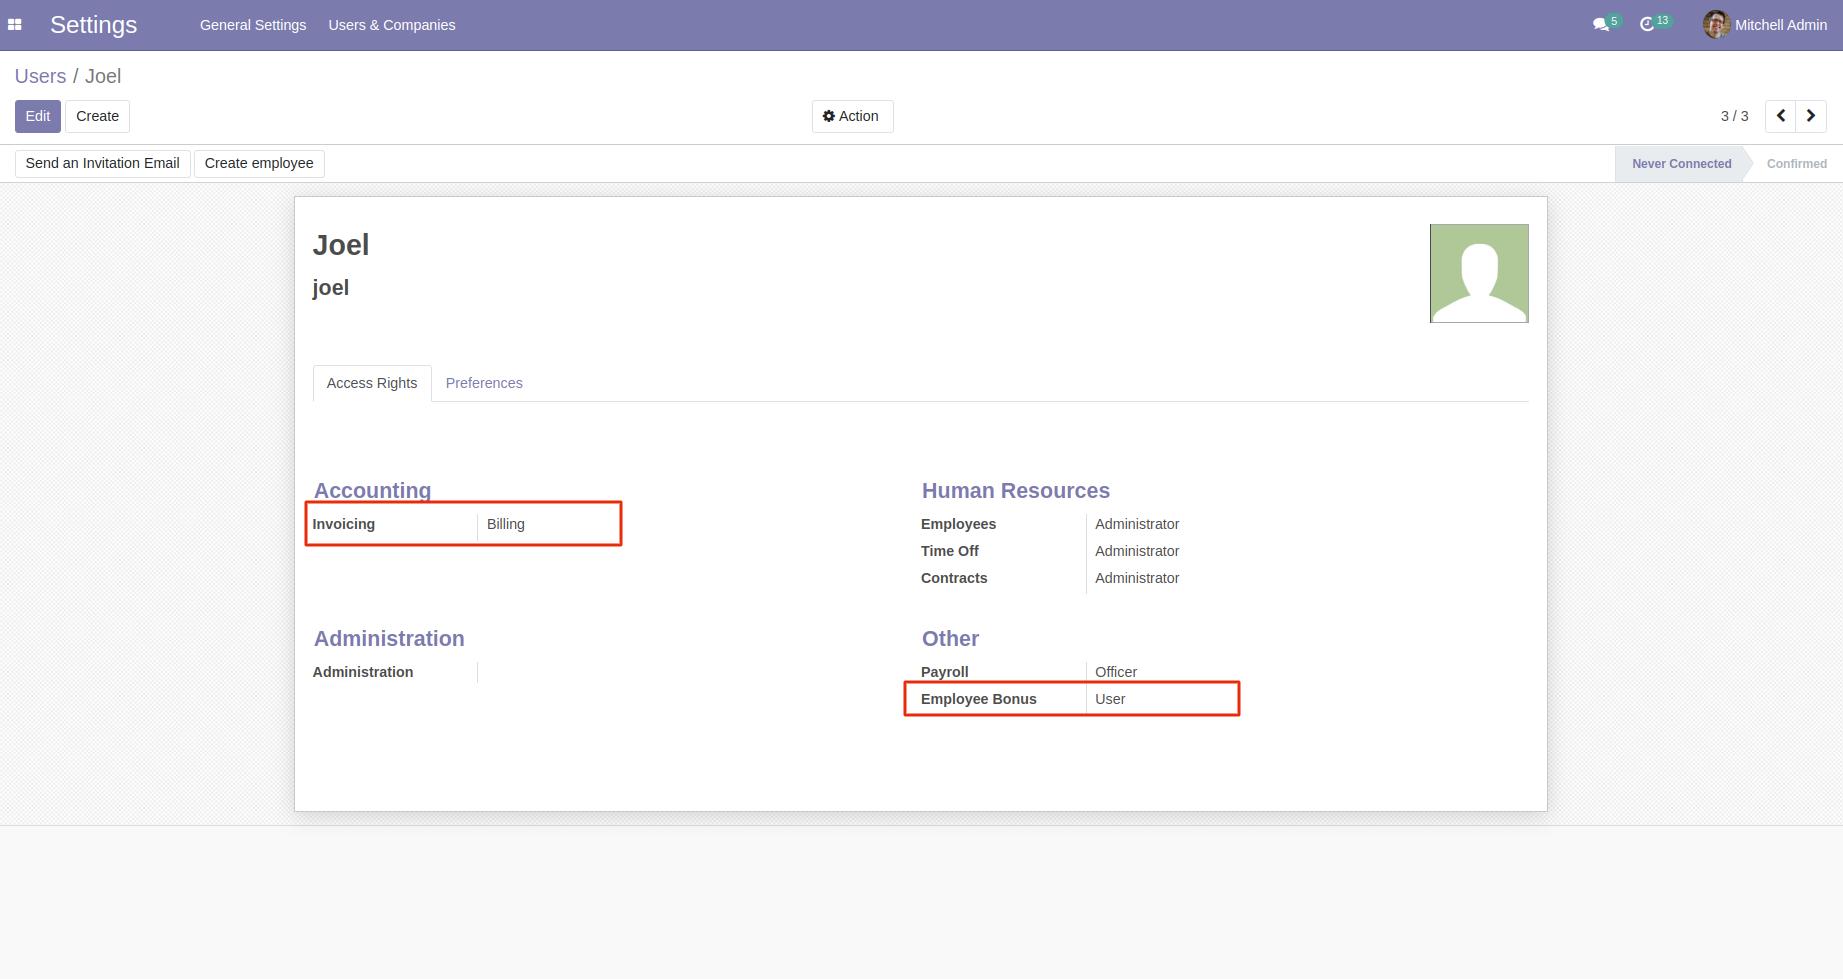 Settings General Settings Users & Companies 5 13 Mitchell Admin
Users / Joel
Edit Create Action 3 / 3
Send an Invitation Email Create employee Never Connected Confirmed
Joel
joel
Access Rights Preferences
Accounting
Invoicing Billing
Human Resources
Employees Administrator
Time Off Administrator
Contracts Administrator
Administration
Administration
Other
Payroll Officer
Employee Bonus User